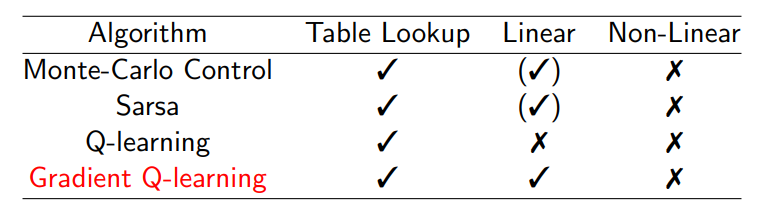 Algorithm Table Lookup Linear Non-Linear
Monte-Carlo Control ✓ (✓) ✗
Sarsa ✓ (✓) ✗
Q-learning ✓ ✗ ✗
Gradient Q-learning ✓ ✓ ✗